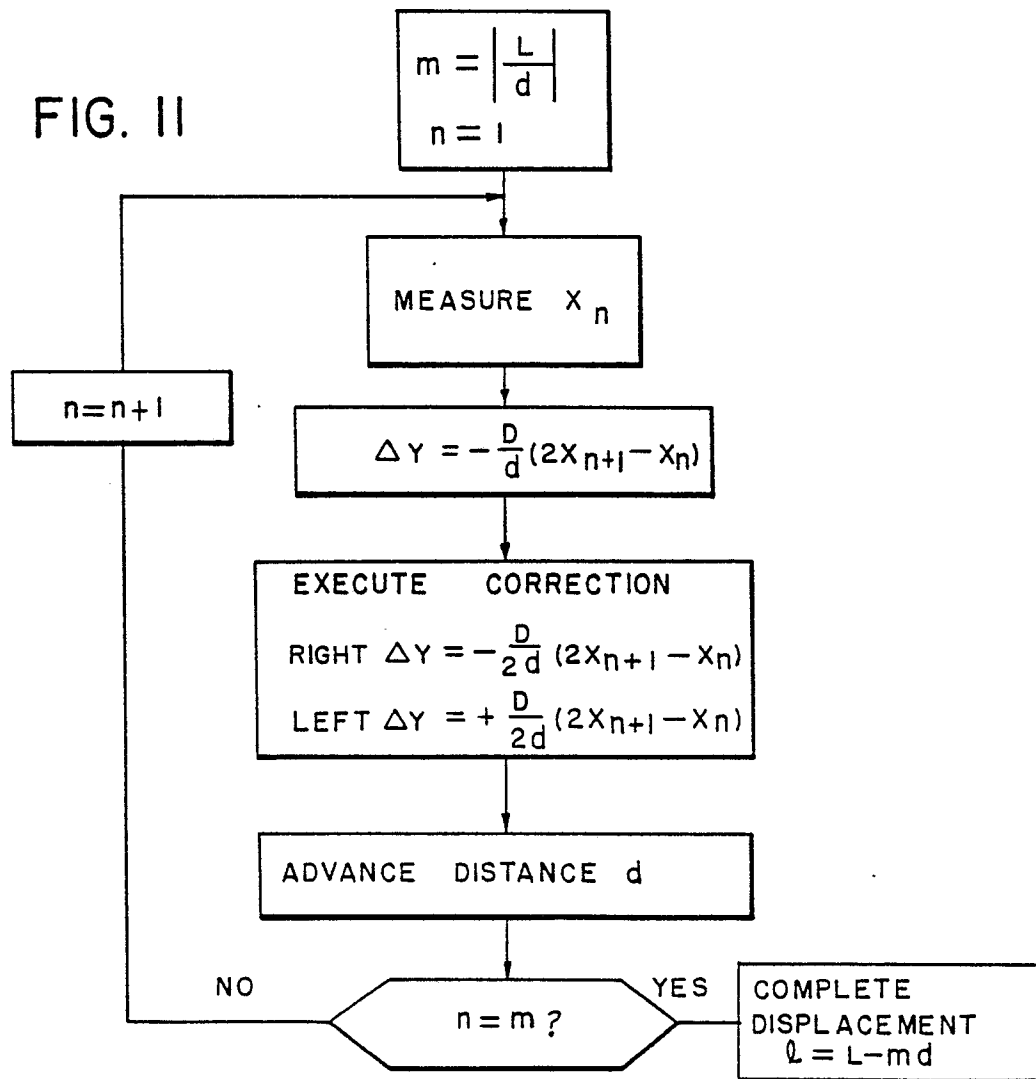 FIG. 11
m = |L/d|
n = 1
MEASURE Xn
n=n+1
ΔY = -D/d(2Xn+1 - Xn)
EXECUTE CORRECTION
RIGHT ΔY = -D/2d (2Xn+1 - Xn)
LEFT ΔY = + D/2d (2Xn+1 - Xn)
ADVANCE DISTANCE d
NO
n=m?
YES
COMPLETE
DISPLACEMENT
ℓ = L-md